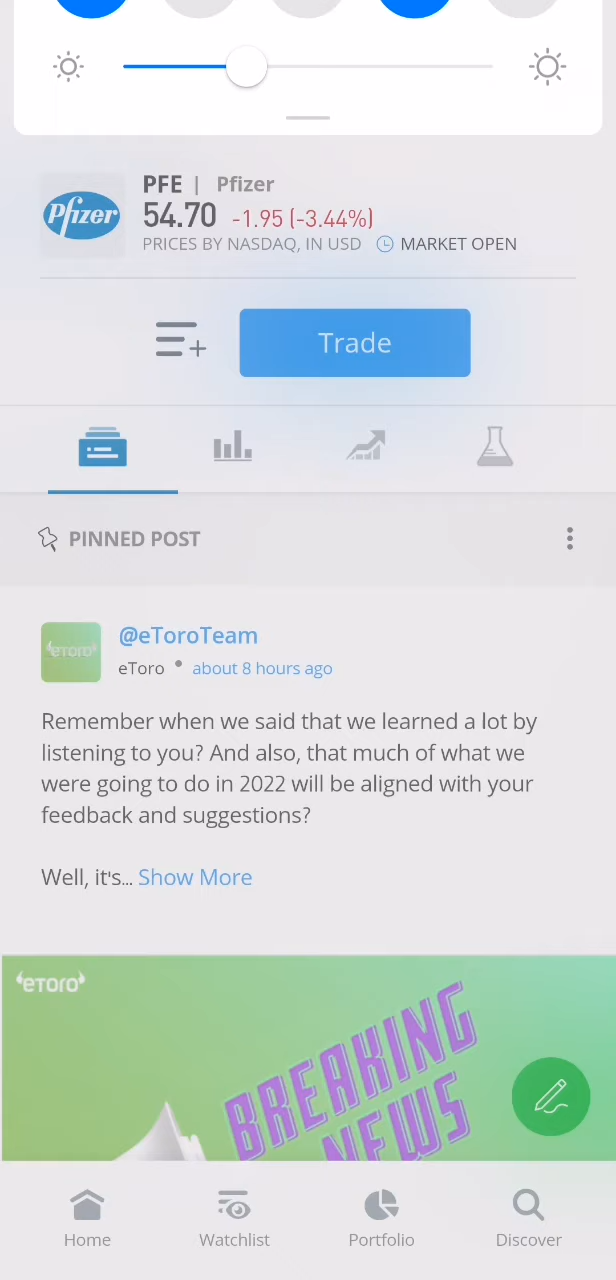 Pfizer
PFE | Pfizer
54.70 -1.95 (-3.44%)
PRICES BY NASDAQ, IN USD MARKET OPEN
Trade
PINNED POST
eToro
@eToroTeam
eToro • about 8 hours ago
Remember when we said that we learned a lot by
listening to you? And also, that much of what we
were going to do in 2022 will be aligned with your
feedback and suggestions?
Well, it's... Show More
eToro
BREAKING
NEWS
Home Watchlist Portfolio Discover